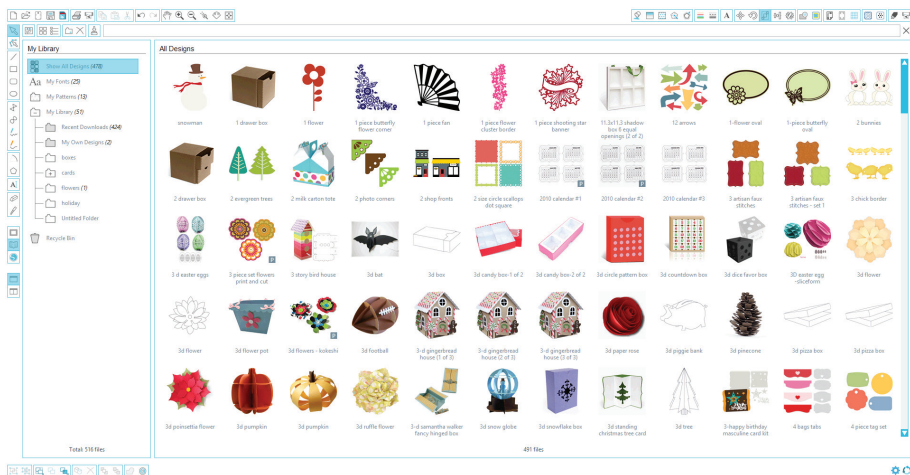 My Library
Show All Designs (478)
Aa My Fonts (25)
My Patterns (13)
My Library (51)
Recent Downloads (424)
My Own Designs (2)
boxes
cards
flowers (1)
holiday
Untitled Folder
Recycle Bin
Total: 516 files
All Designs
snowman
1 drawer box
1 flower
1 piece butterfly
flower corner
1 piece fan
1 piece flower
cluster border
1 piece shooting star
banner
11.3x11.3 shadow
box 6 equal
openings (2 of 2)
12 arrows
1-flower oval
1-piece butterfly
oval
2 bunnies
2 drawer box
2 evergreen trees
2 milk carton tote
2 photo corners
2 shop fronts
2 size circle scallops
dot square
2010 calendar #1
2010 calendar #2
2010 calendar #3
3 artisan faux
stitches
3 artisan faux
stitches - set 1
3 chick border
3 d easter eggs
3 piece set flowers
print and cut
3 story bird house
3d bat
3d box
3d candy box-1 of 2
3d candy box-2 of 2
3d circle pattern box
3d countdown box
3d dice favor box
3D easter egg
-sliceform
3d flower
3d flower
3d flower pot
3d flowers - kokeshi
3d football
3-d gingerbread
house (1 of 3)
3-d gingerbread
house (2 of 3)
3-d gingerbread
house (3 of 3)
3d paper rose
3d piggie bank
3d pinecone
3d pizza box
3d pizza box
3d poinsettia flower
3d pumpkin
3d pumpkin
3d ruffle flower
3-d samantha walker
fancy hinged box
3d snow globe
3d snowflake box
3d standing
christmas tree card
3d tree
3-happy birthday
masculine card kit
4 bags tabs
4 piece tag set
491 files